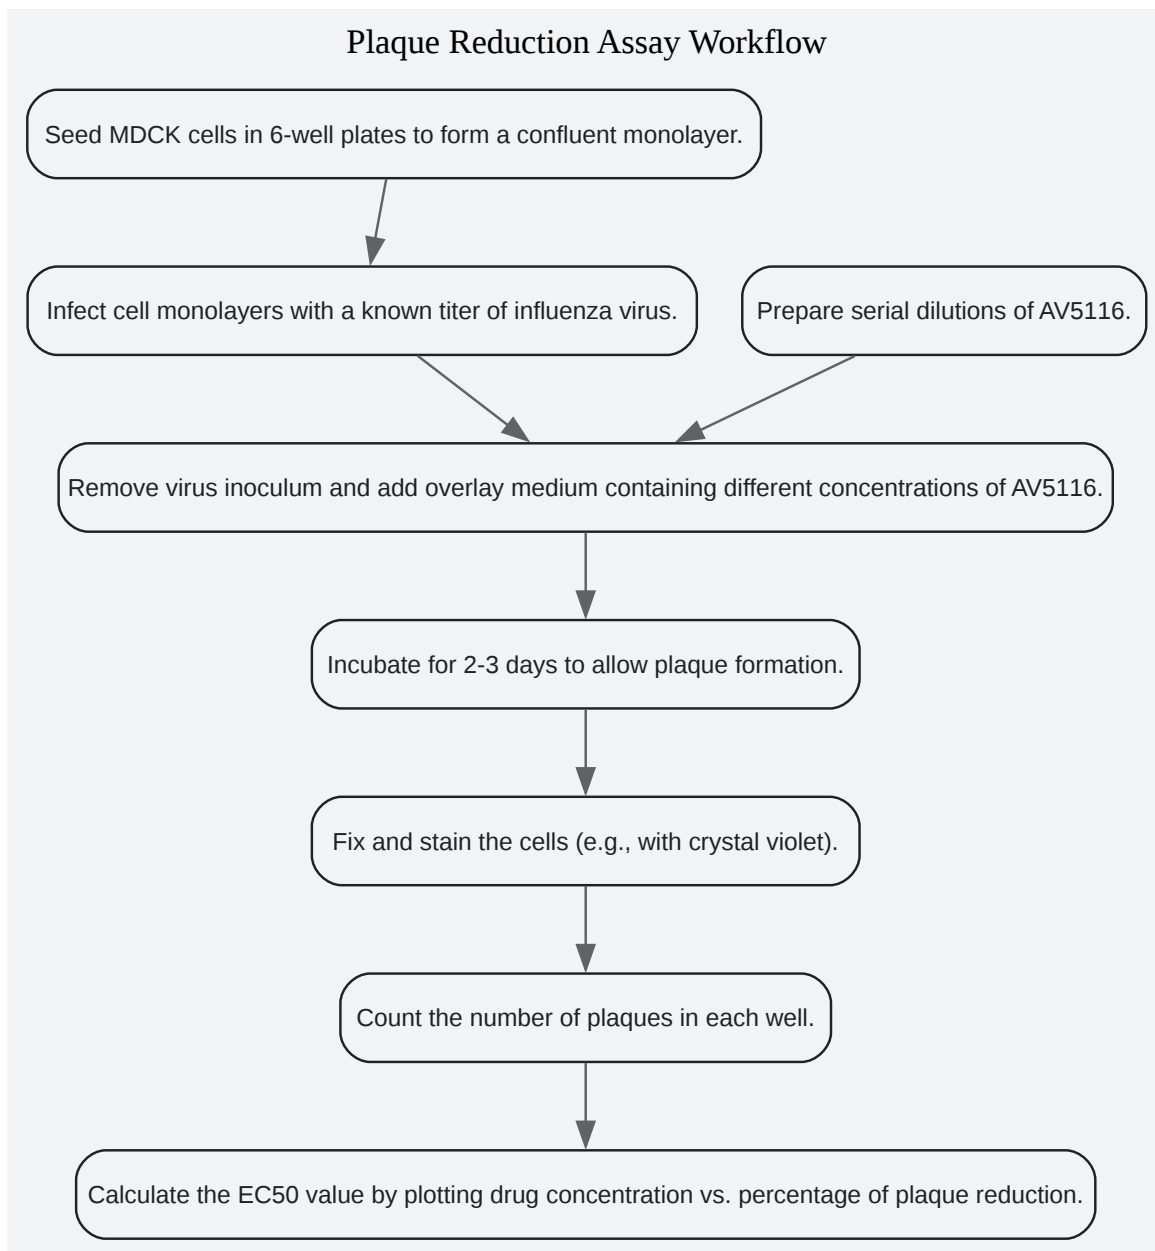 Plaque Reduction Assay Workflow
Seed MDCK cells in 6-well plates to form a confluent monolayer.
Infect cell monolayers with a known titer of influenza virus.
Prepare serial dilutions of AV5116.
Remove virus inoculum and add overlay medium containing different concentrations of AV5116.
Incubate for 2-3 days to allow plaque formation.
Fix and stain the cells (e.g., with crystal violet).
Count the number of plaques in each well.
Calculate the EC50 value by plotting drug concentration vs. percentage of plaque reduction.